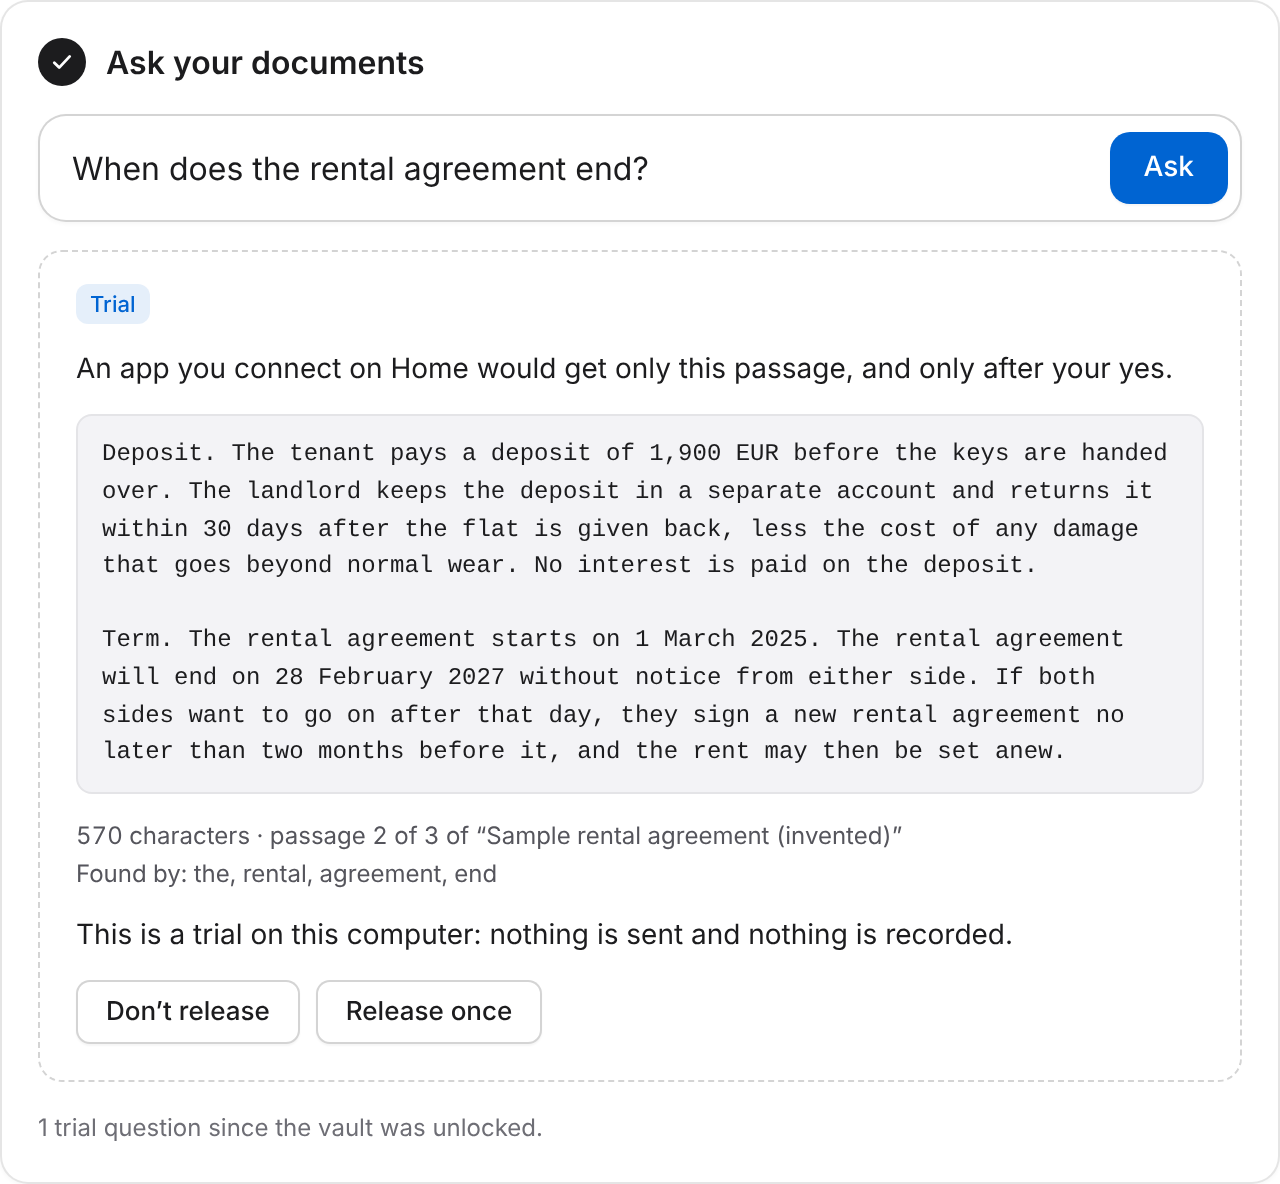 Ask your documents
When does the rental agreement end?
Ask
Trial
An app you connect on Home would get only this passage, and only after your yes.
Deposit. The tenant pays a deposit of 1,900 EUR before the keys are handed
over. The landlord keeps the deposit in a separate account and returns it
within 30 days after the flat is given back, less the cost of any damage
that goes beyond normal wear. No interest is paid on the deposit.
Term. The rental agreement starts on 1 March 2025. The rental agreement
will end on 28 February 2027 without notice from either side. If both
sides want to go on after that day, they sign a new rental agreement no
later than two months before it, and the rent may then be set anew.
570 characters · passage 2 of 3 of “Sample rental agreement (invented)”
Found by: the, rental, agreement, end
This is a trial on this computer: nothing is sent and nothing is recorded.
Don’t release
Release once
1 trial question since the vault was unlocked.